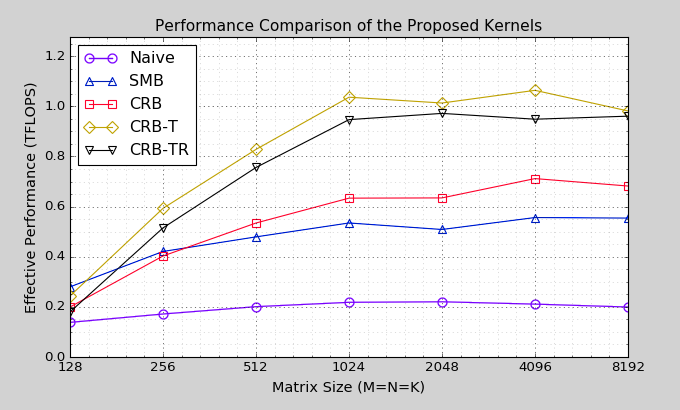 Performance Comparison of the Proposed Kernels
Effective Performance (TFLOPS)
1.2
1.0
0.8
0.6
0.4
0.2
0.0
Naive
SMB
CRB
CRB-T
CRB-TR
128 256 512 1024 2048 4096 8192
Matrix Size (M=N=K)